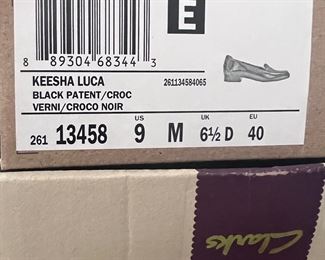 E
8 89304 68344 3
KEESHA LUCA
261134584065
BLACK PATENT/CROC
VERNI/CROCO NOIR
US UK EU
261 13458 9 M 6½ D 40
Clarks